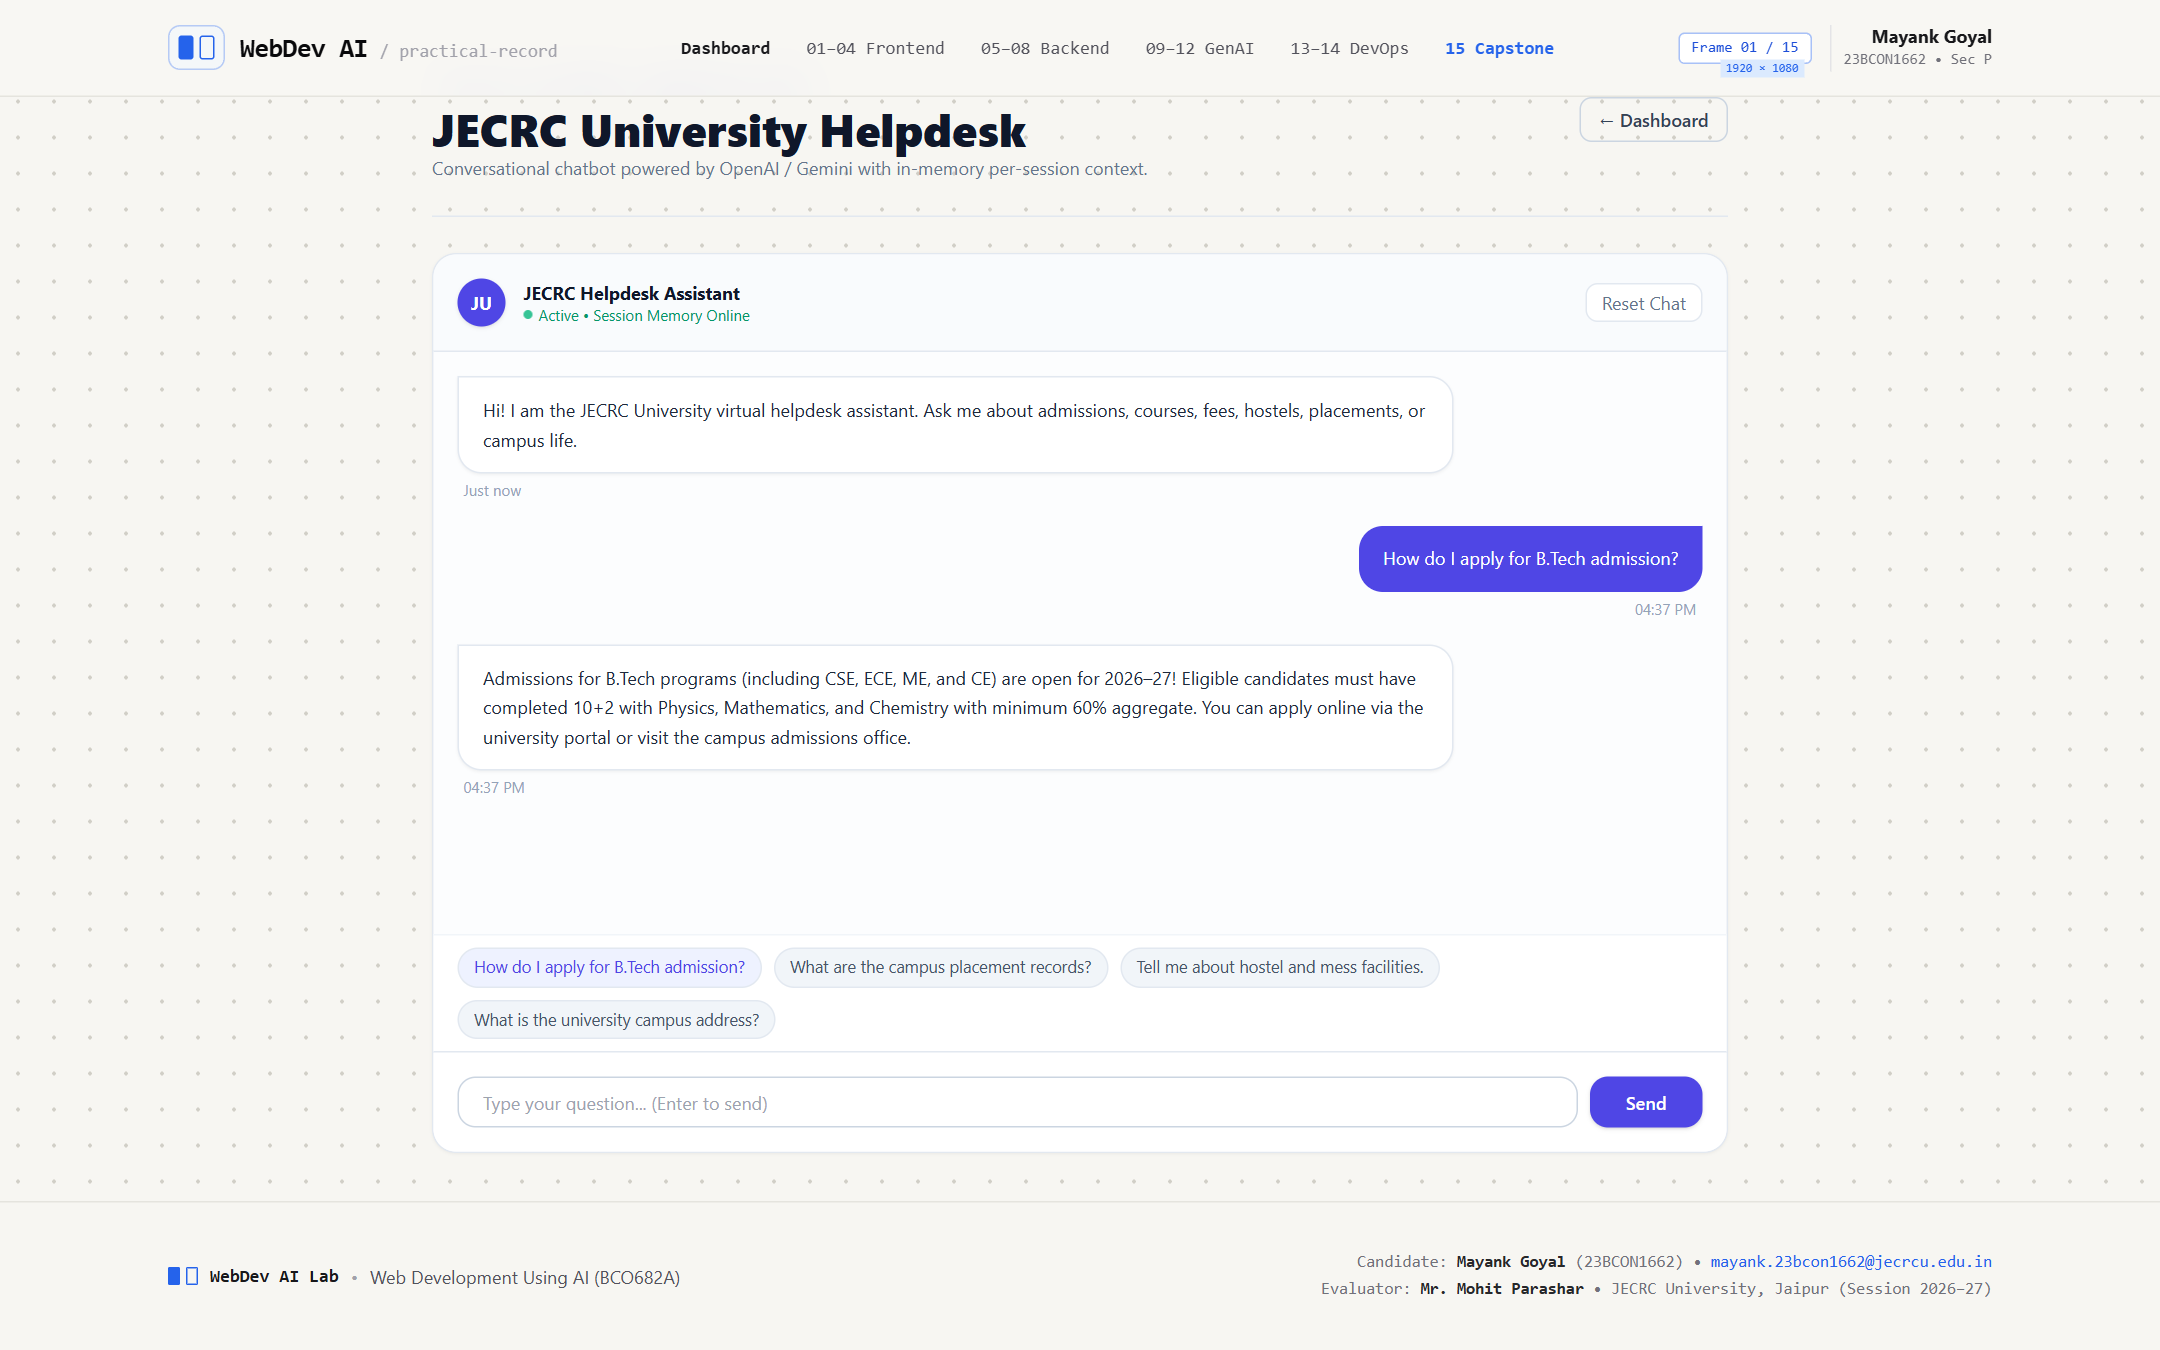 WebDev AI / practical-record
Dashboard
01–04 Frontend
05–08 Backend
09–12 GenAI
13–14 DevOps
15 Capstone
Frame 01 / 15
1920 × 1080
Mayank Goyal
23BCON1662 • Sec P
JECRC University Helpdesk
Conversational chatbot powered by OpenAI / Gemini with in-memory per-session context.
← Dashboard
JU
JECRC Helpdesk Assistant
Active • Session Memory Online
Reset Chat
Hi! I am the JECRC University virtual helpdesk assistant. Ask me about admissions, courses, fees, hostels, placements, or
campus life.
Just now
How do I apply for B.Tech admission?
04:37 PM
Admissions for B.Tech programs (including CSE, ECE, ME, and CE) are open for 2026–27! Eligible candidates must have
completed 10+2 with Physics, Mathematics, and Chemistry with minimum 60% aggregate. You can apply online via the
university portal or visit the campus admissions office.
04:37 PM
How do I apply for B.Tech admission?
What are the campus placement records?
Tell me about hostel and mess facilities.
What is the university campus address?
Type your question... (Enter to send)
Send
WebDev AI Lab • Web Development Using AI (BCO682A)
Candidate: Mayank Goyal (23BCON1662) • mayank.23bcon1662@jecrcu.edu.in
Evaluator: Mr. Mohit Parashar • JECRC University, Jaipur (Session 2026–27)